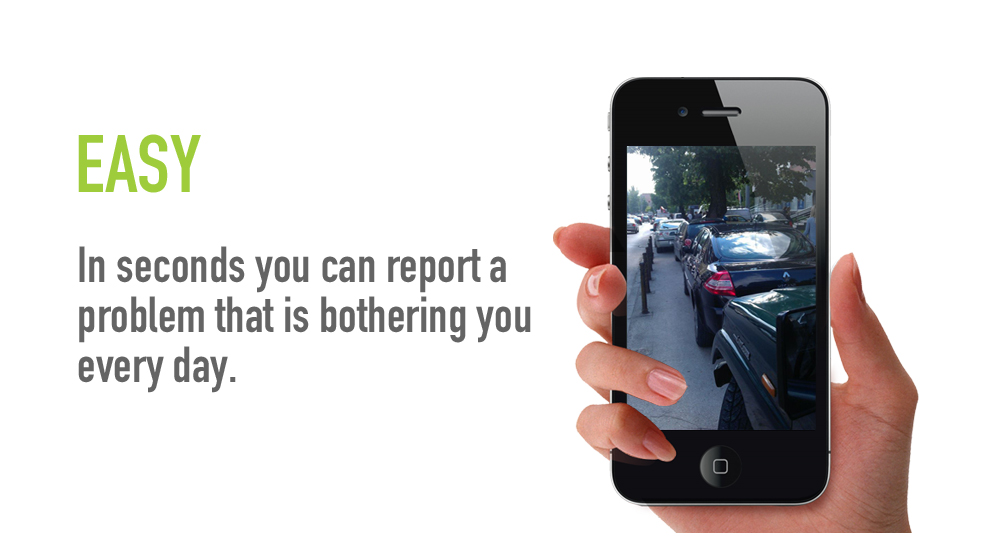 EASY
In seconds you can report a
problem that is bothering you
every day.